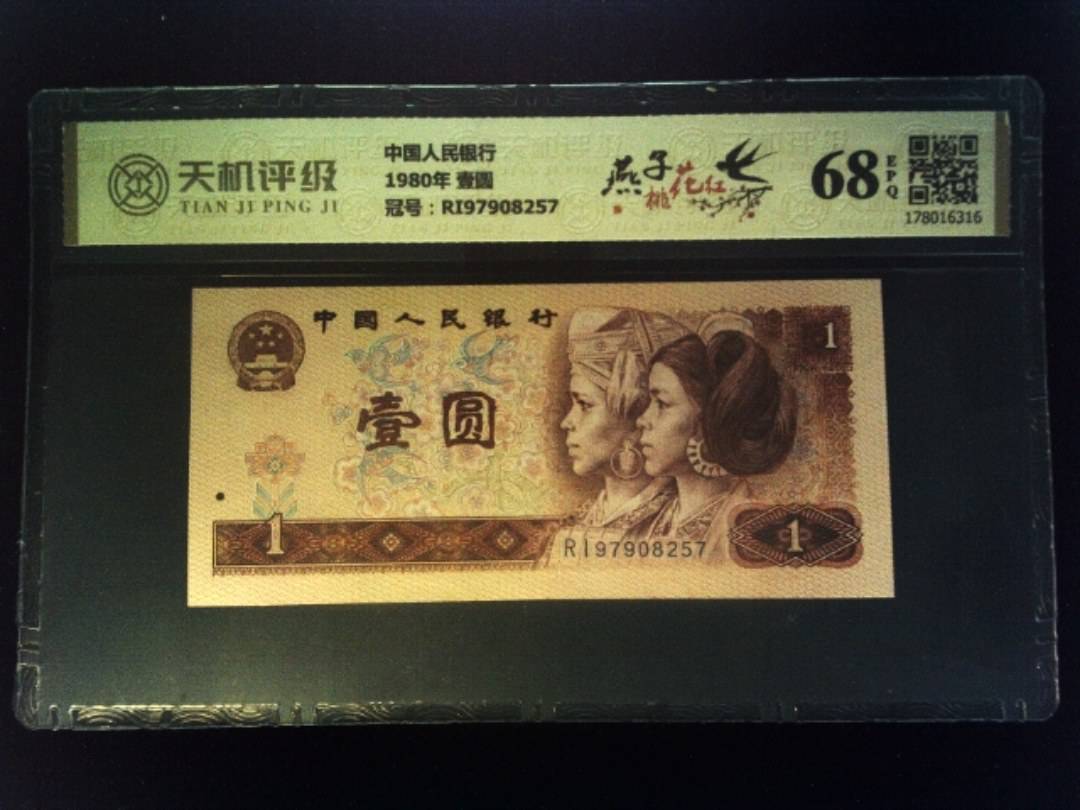 天机评级
TIAN JI PING JI
中国人民银行
1980年 壹圆
冠号：RI97908257
燕子
桃花红
68
EPQ
178016316
中国人民银行
1
壹圆
1
RI97908257
1